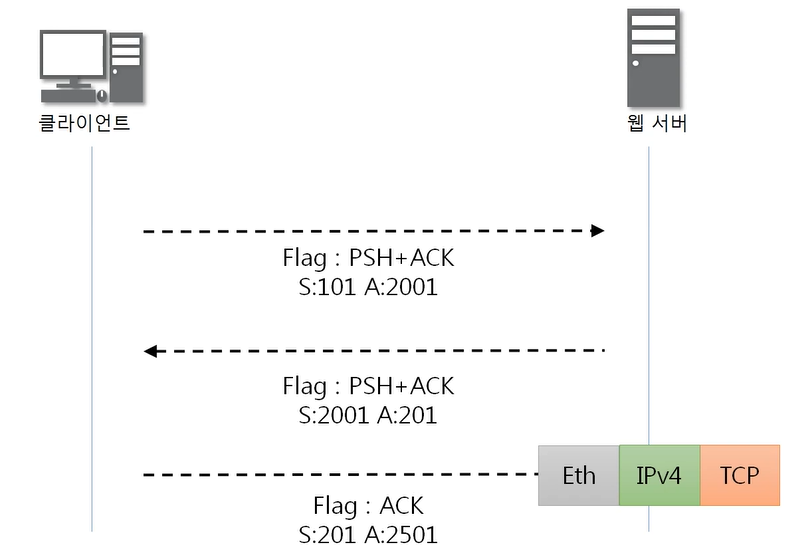 클라이언트
웹 서버
Flag : PSH+ACK
S:101 A:2001
Flag : PSH+ACK
S:2001 A:201
Eth IPv4 TCP
Flag : ACK
S:201 A:2501